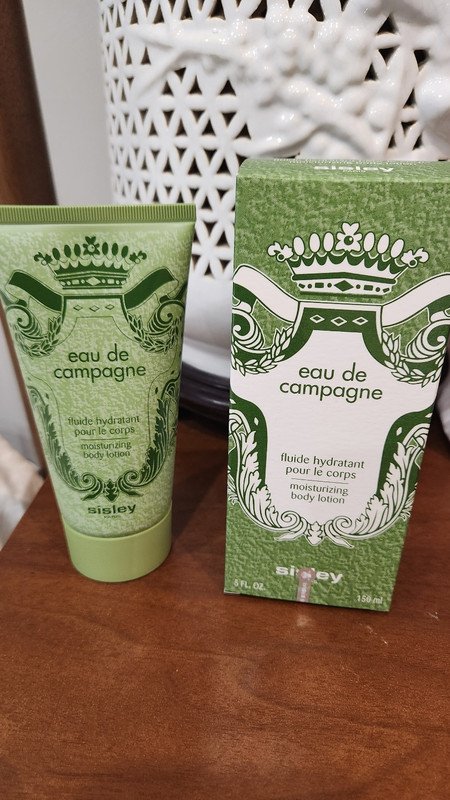 eau de
campagne
fluide hydratant
pour le corps
moisturizing
body lotion
sisley
sisley
eau de
campagne
fluide hydratant
pour le corps
moisturizing
body lotion
sisley
5 FL. OZ.
150 ml